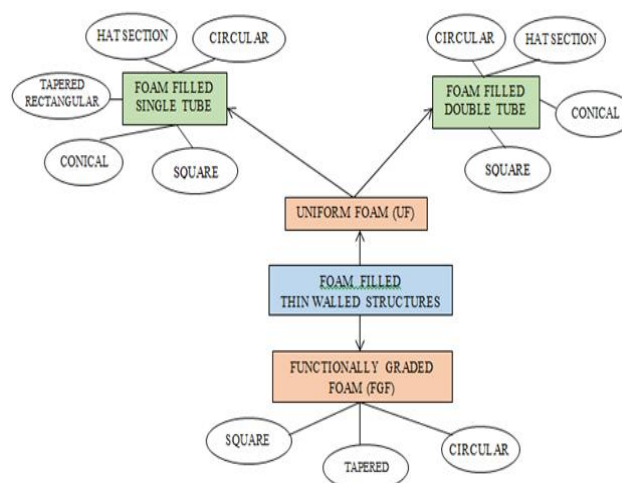 HAT SECTION
CIRCULAR
CIRCULAR
HAT SECTION
TAPERED
RECTANGULAR
FOAM FILLED
SINGLE TUBE
FOAM FILLED
DOUBLE TUBE
CONICAL
CONICAL
SQUARE
SQUARE
UNIFORM FOAM (UF)
FOAM FILLED
THIN WALLED STRUCTURES
FUNCTIONALLY GRADED
FOAM (FGF)
SQUARE
TAPERED
CIRCULAR